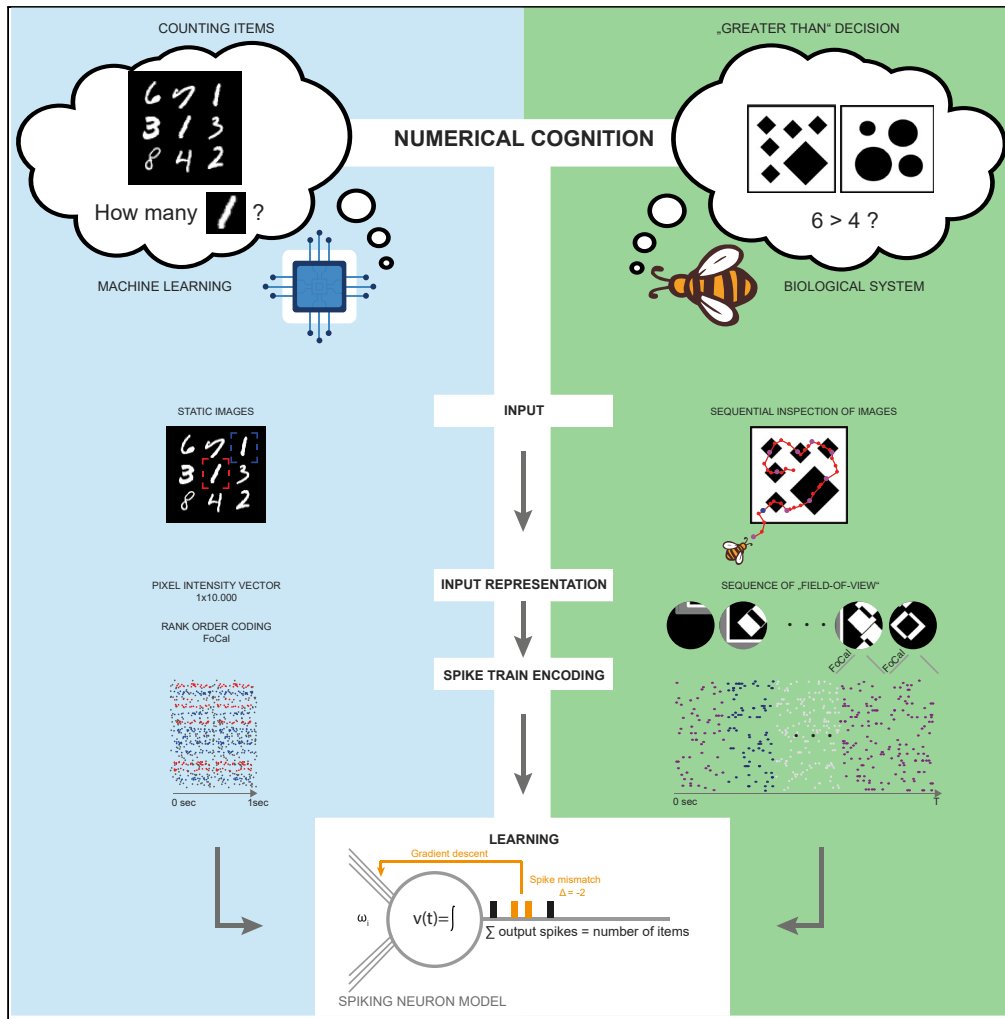 COUNTING ITEMS
„GREATER THAN“ DECISION
6 7 1
3 1 3
8 4 2
How many 1 ?
NUMERICAL COGNITION
6 > 4 ?
MACHINE LEARNING
BIOLOGICAL SYSTEM
STATIC IMAGES
INPUT
SEQUENTIAL INSPECTION OF IMAGES
6 7 1
3 1 3
8 4 2
PIXEL INTENSITY VECTOR
1x10.000
INPUT REPRESENTATION
SEQUENCE OF „FIELD-OF-VIEW“
RANK ORDER CODING
FoCal
FoCal
FoCal
SPIKE TRAIN ENCODING
0 sec
1sec
0 sec
T
LEARNING
Gradient descent
Spike mismatch
Δ = -2
ω_i
v(t)=∫
∑ output spikes = number of items
SPIKING NEURON MODEL